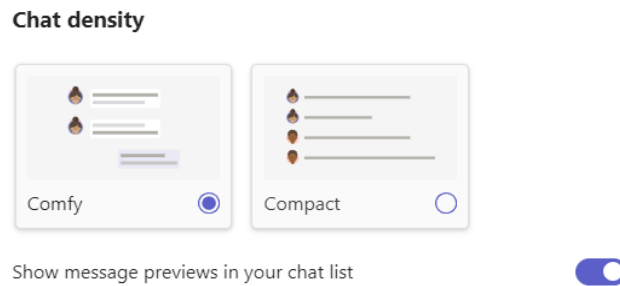 Chat density
Comfy
Compact
Show message previews in your chat list